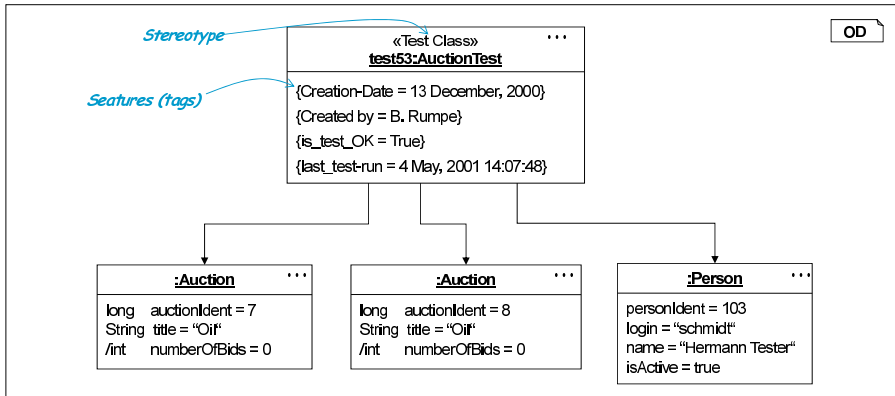 Stereotype
«Test Class» ...
test53:AuctionTest
OD
Seatures (tags)
{Creation-Date = 13 December, 2000}
{Created by = B. Rumpe}
{is_test_OK = True}
{last_test-run = 4 May, 2001 14:07:48}
:Auction ...
long auctionIdent = 7
String title = “Oil“
/int numberOfBids = 0
:Auction ...
long auctionIdent = 8
String title = “Oil“
/int numberOfBids = 0
:Person ...
personIdent = 103
login = “schmidt“
name = “Hermann Tester“
isActive = true